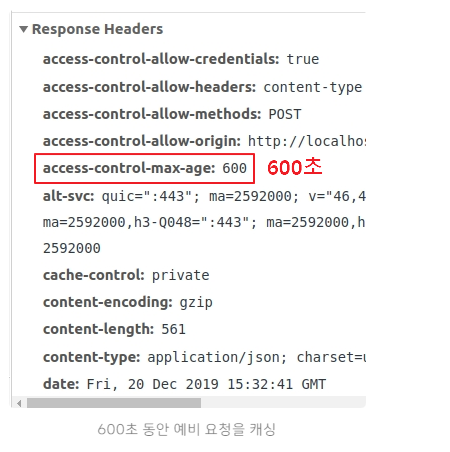 ▼ Response Headers
access-control-allow-credentials: true
access-control-allow-headers: content-type
access-control-allow-methods: POST
access-control-allow-origin: http://localhos
access-control-max-age: 600 600초
alt-svc: quic=":443"; ma=2592000; v="46,4
ma=2592000,h3-Q048=":443"; ma=2592000,h
2592000
cache-control: private
content-encoding: gzip
content-length: 561
content-type: application/json; charset=u
date: Fri, 20 Dec 2019 15:32:41 GMT
600초 동안 예비 요청을 캐싱